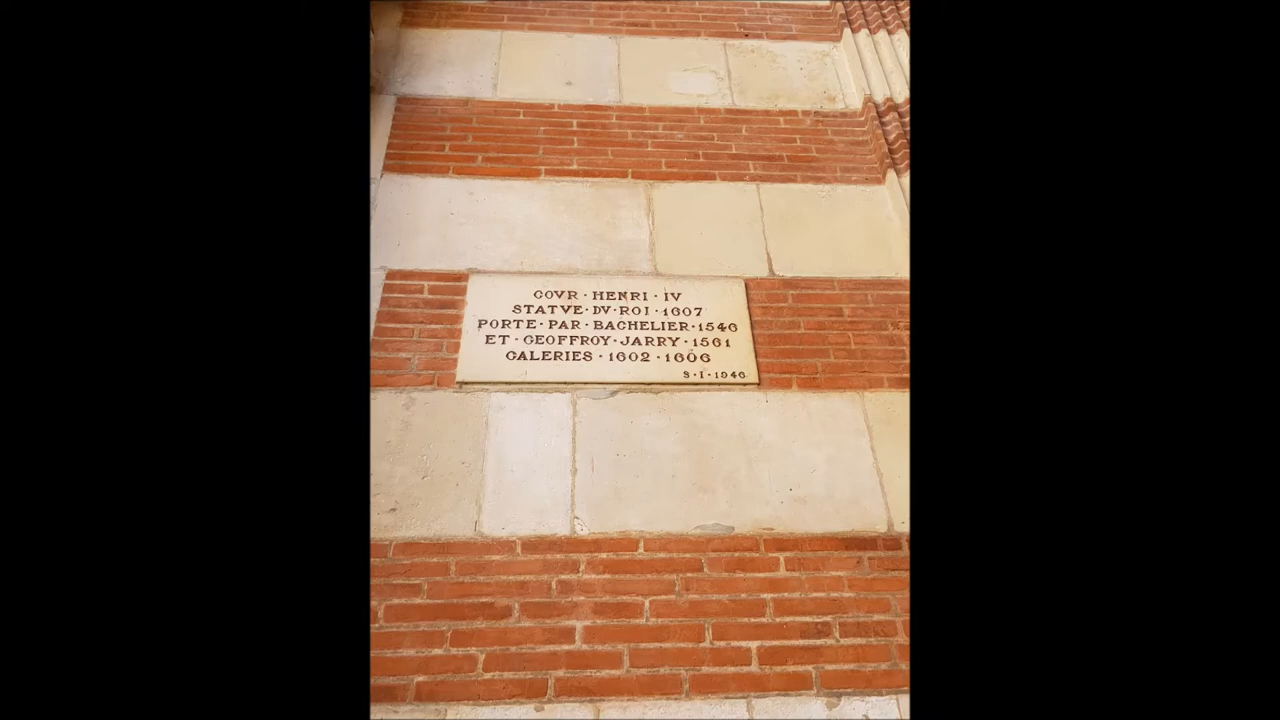 COVR · HENRI · IV
STATVE · DV · ROI · 1607
PORTE · PAR · BACHELIER · 1546
ET · GEOFFROY · JARRY · 1561
GALERIES · 1602 · 1606
S · I · 1946